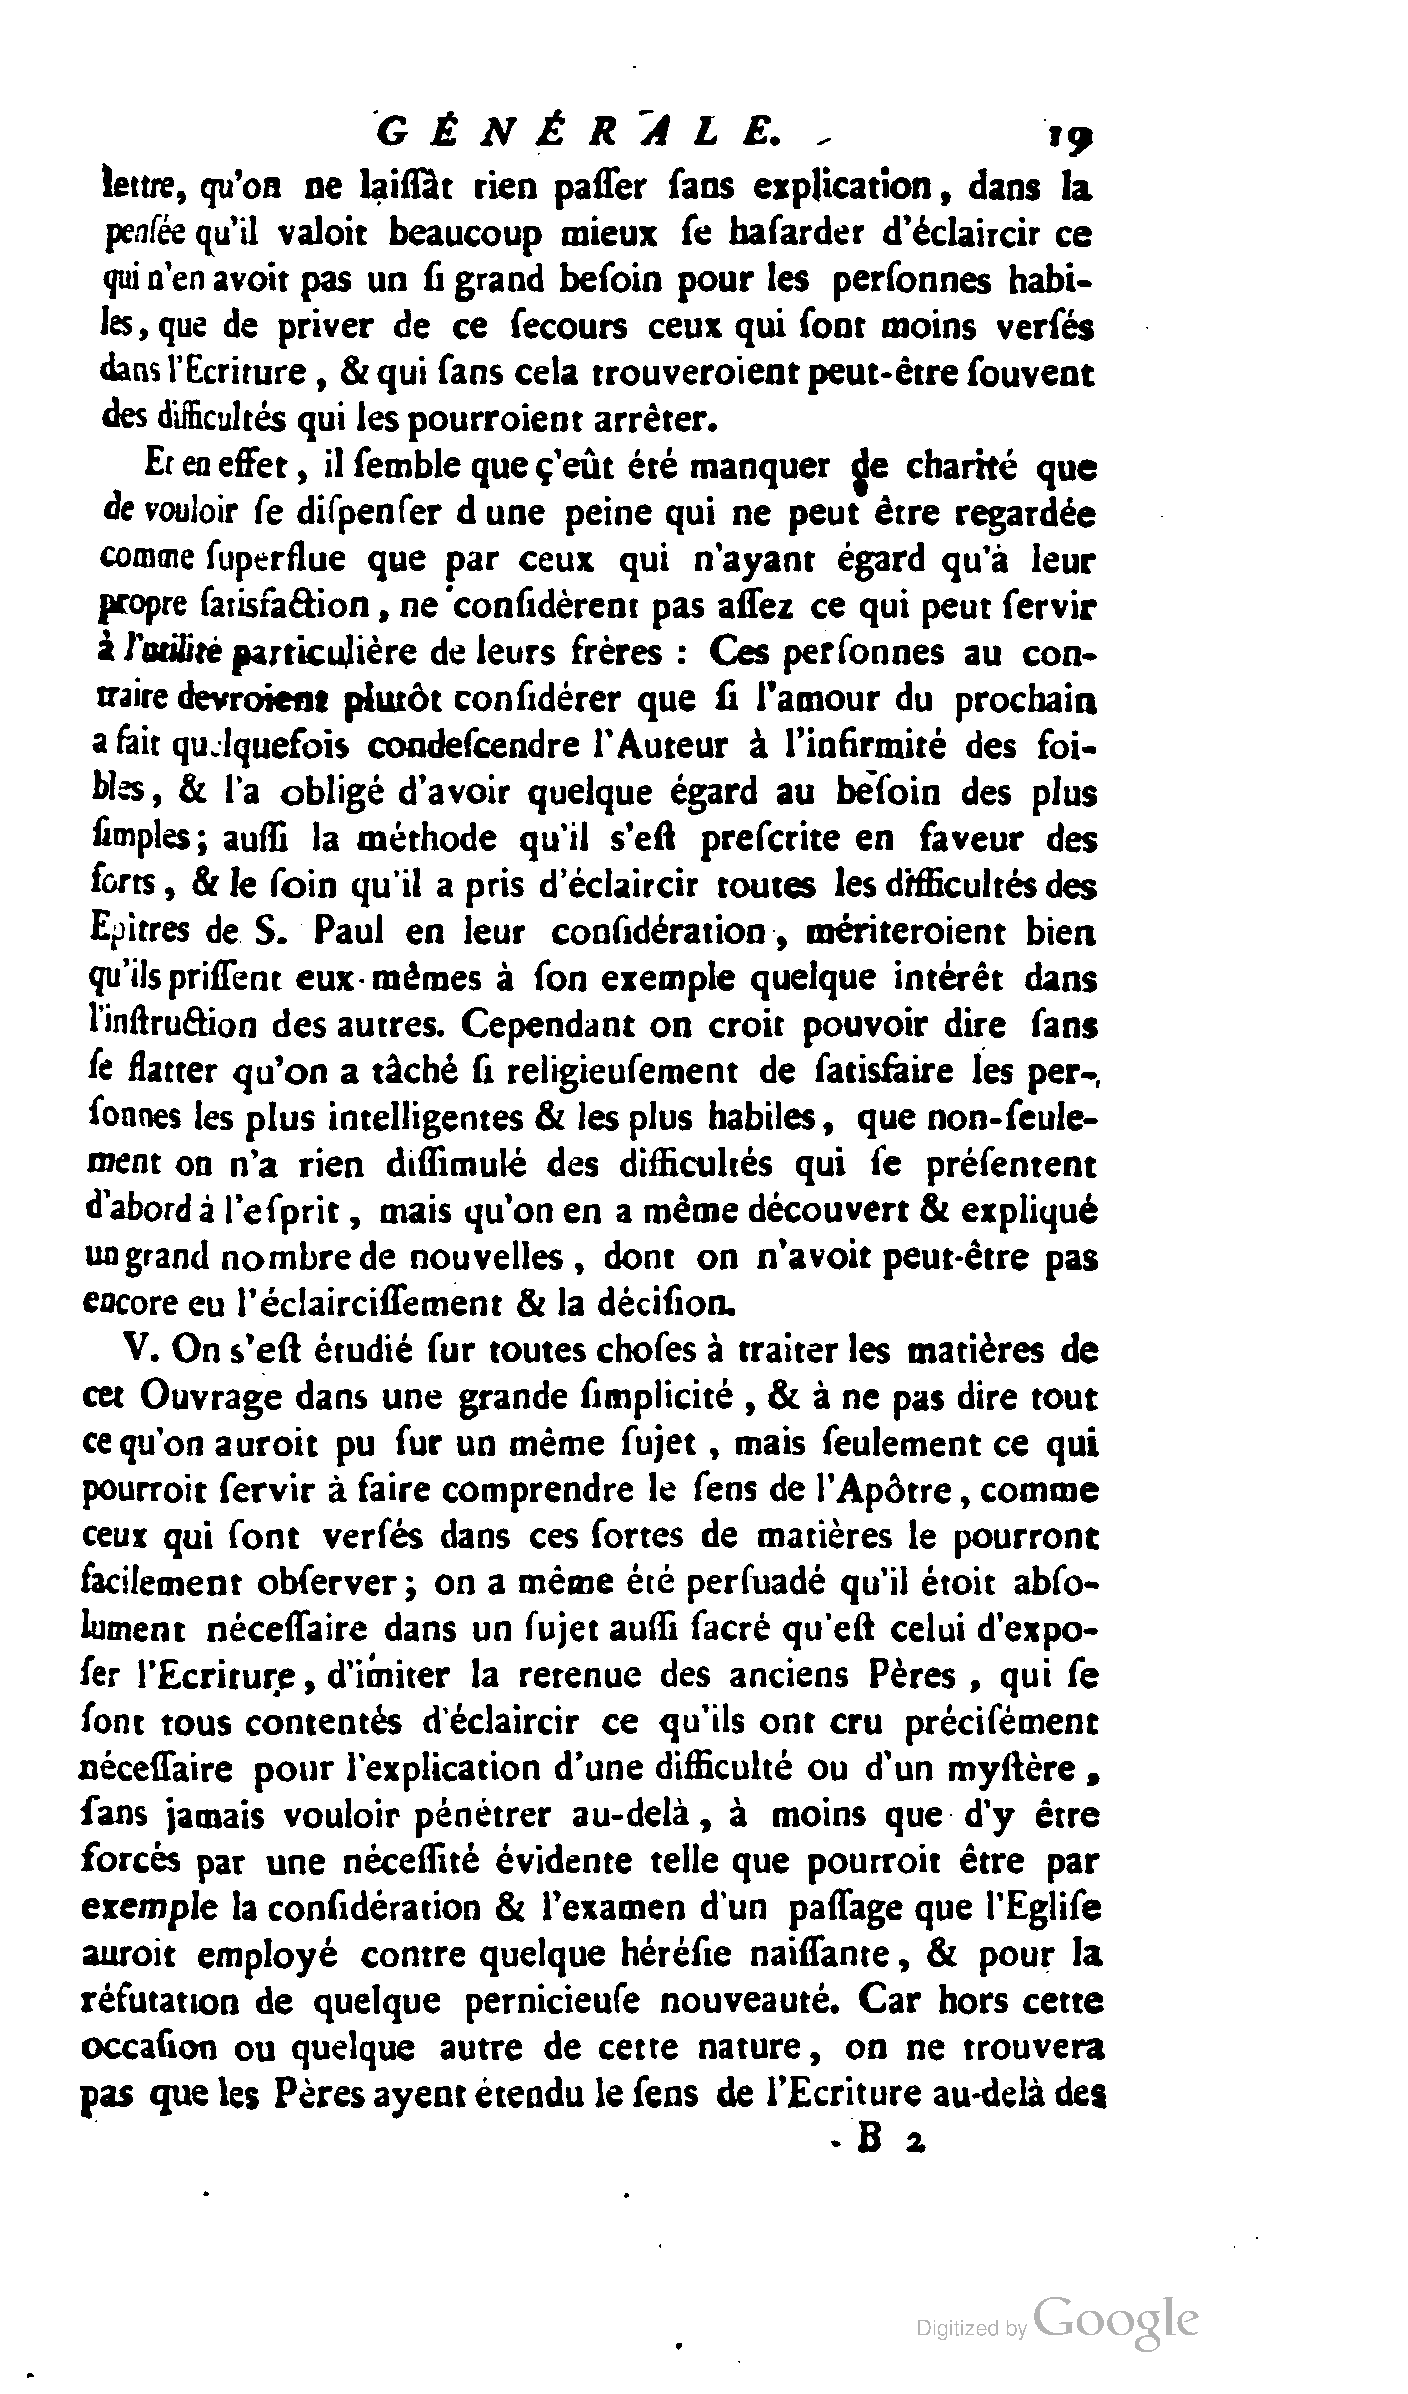 GÉNÉRALE. 19
lettre, qu'on ne laiſſât rien paſſer ſans explication, dans la
penſée qu'il valoit beaucoup mieux ſe haſarder d'éclaircir ce
qui n'en avoit pas un ſi grand beſoin pour les perſonnes habi-
les, que de priver de ce ſecours ceux qui ſont moins verſés
dans l'Ecriture, & qui ſans cela trouveroient peut-être ſouvent
des difficultés qui les pourroient arrêter.
Et en effet, il ſemble que ç'eût été manquer de charité que
de vouloir ſe diſpenſer d une peine qui ne peut être regardée
comme ſuperflue que par ceux qui n'ayant égard qu'à leur
propre ſatisfaction, ne conſidèrent pas aſſez ce qui peut ſervir
à l'utilité particulière de leurs frères : Ces perſonnes au con-
traire devroient plutôt conſidérer que ſi l'amour du prochain
a fait quelquefois condeſcendre l'Auteur à l'infirmité des foi-
bles, & l'a obligé d'avoir quelque égard au beſoin des plus
ſimples; auſſi la méthode qu'il s'eſt preſcrite en faveur des
forts, & le ſoin qu'il a pris d'éclaircir toutes les difficultés des
Epitres de S. Paul en leur conſidération, mériteroient bien
qu'ils priſſent eux-mêmes à ſon exemple quelque intérêt dans
l'inſtruction des autres. Cependant on croit pouvoir dire ſans
ſe flatter qu'on a tâché ſi religieuſement de ſatisfaire les per-
ſonnes les plus intelligentes & les plus habiles, que non-ſeule-
ment on n'a rien diſſimulé des difficultés qui ſe préſentent
d'abord à l'eſprit, mais qu'on en a même découvert & expliqué
un grand nombre de nouvelles, dont on n'avoit peut-être pas
encore eu l'éclairciſſement & la déciſion.
V. On s'eſt étudié ſur toutes choſes à traiter les matières de
cet Ouvrage dans une grande ſimplicité, & à ne pas dire tout
ce qu'on auroit pu ſur un même ſujet, mais ſeulement ce qui
pourroit ſervir à faire comprendre le ſens de l'Apôtre, comme
ceux qui ſont verſés dans ces ſortes de matières le pourront
facilement obſerver; on a même été perſuadé qu'il étoit abſo-
lument néceſſaire dans un ſujet auſſi ſacré qu'eſt celui d'expo-
ſer l'Ecriture, d'imiter la retenue des anciens Pères, qui ſe
ſont tous contentés d'éclaircir ce qu'ils ont cru préciſément
néceſſaire pour l'explication d'une difficulté ou d'un myſtère,
ſans jamais vouloir pénétrer au-delà, à moins que d'y être
forcés par une néceſſité évidente telle que pourroit être par
exemple la conſidération & l'examen d'un paſſage que l'Egliſe
auroit employé contre quelque héréſie naiſſante, & pour la
réfutation de quelque pernicieuſe nouveauté. Car hors cette
occaſion ou quelque autre de cette nature, on ne trouvera
pas que les Pères ayent étendu le ſens de l'Ecriture au-delà des
B 2
Digitized by Google